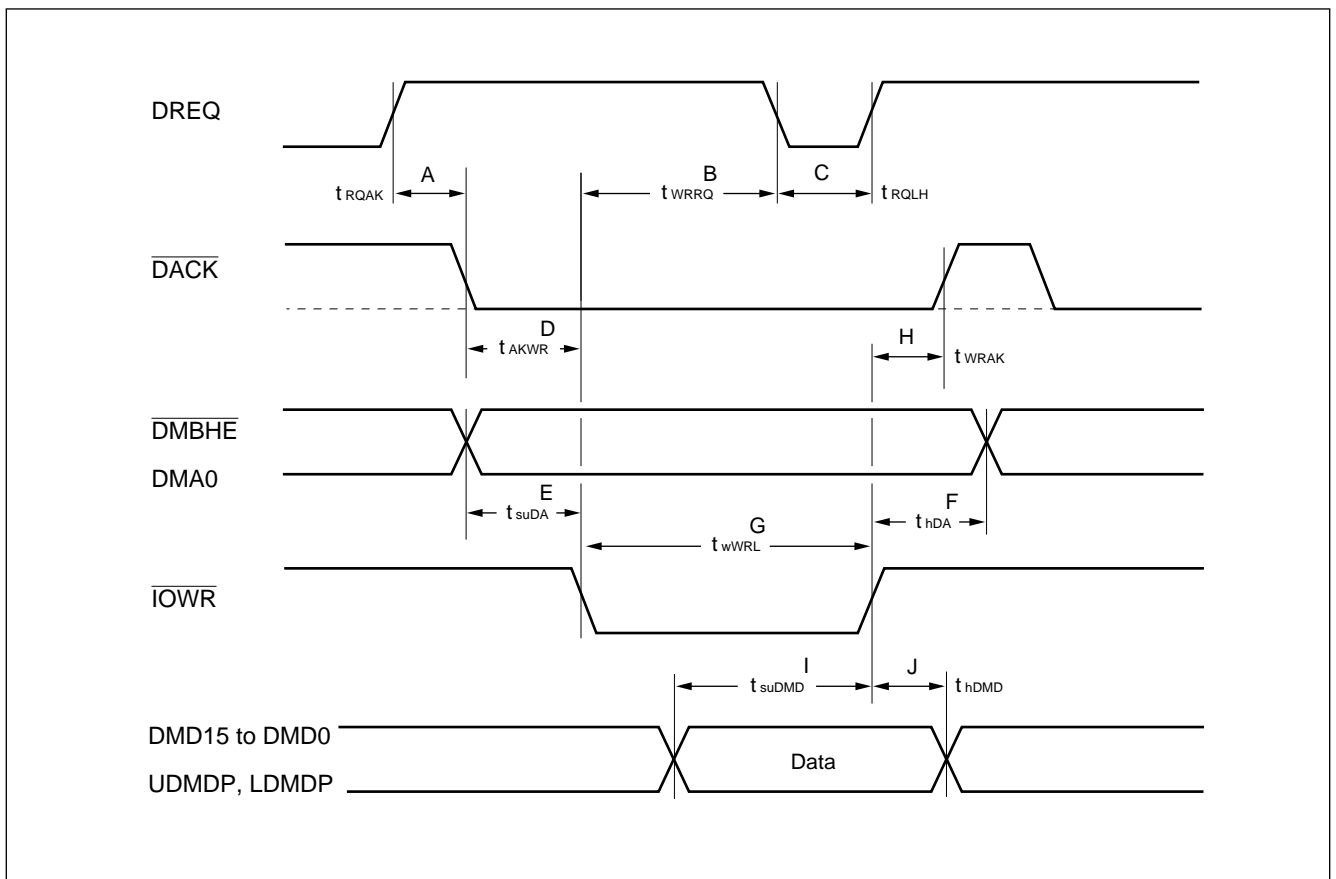 DREQ
A
B
C
t RQAK
t WRRQ
t RQLH
DACK
D
t AKWR
H
t WRAK
DMBHE
DMA0
E
t suDA
F
t hDA
G
t wWRL
IOWR
I
t suDMD
J
t hDMD
DMD15 to DMD0
Data
UDMDP, LDMDP